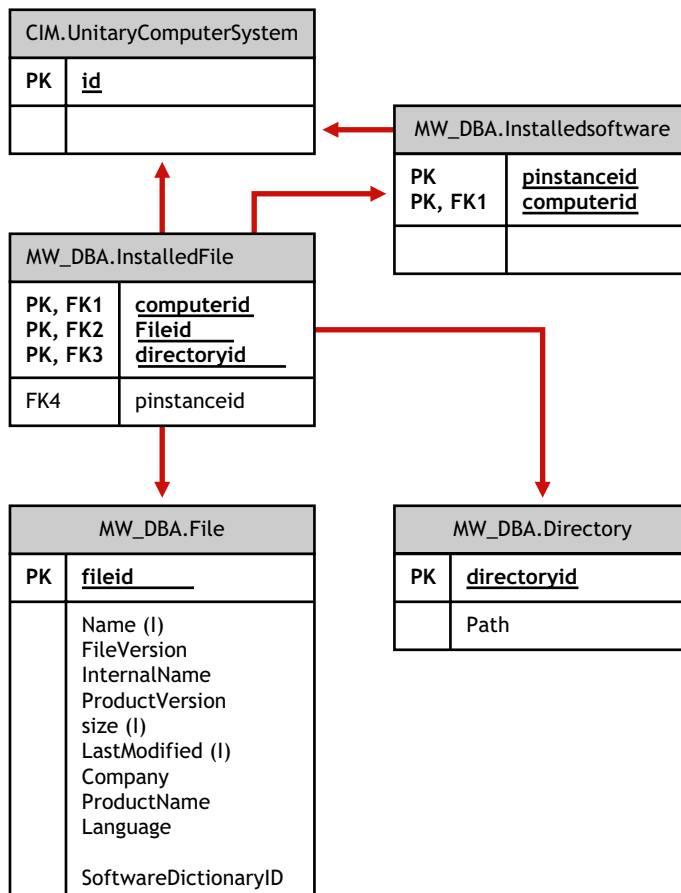 CIM.UnitaryComputerSystem
PK id
MW_DBA.Installedsoftware
PK pinstanceid
PK, FK1 computerid
MW_DBA.InstalledFile
PK, FK1 computerid
PK, FK2 Fileid
PK, FK3 directoryid
FK4 pinstanceid
MW_DBA.File
PK fileid
Name (I)
FileVersion
InternalName
ProductVersion
size (I)
LastModified (I)
Company
ProductName
Language
SoftwareDictionaryID
MW_DBA.Directory
PK directoryid
Path